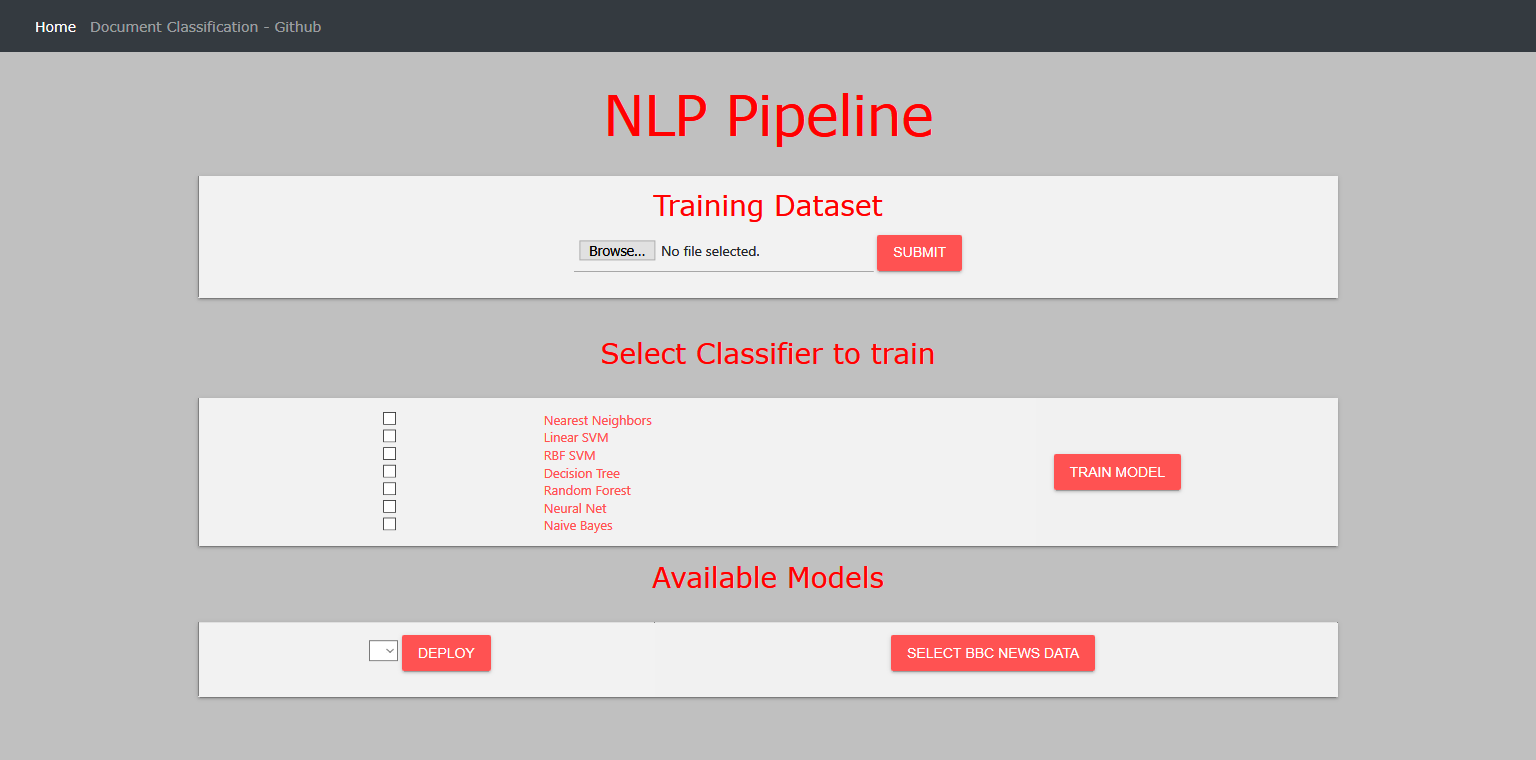 Home Document Classification - Github
NLP Pipeline
Training Dataset
Browse... No file selected. SUBMIT
Select Classifier to train
Nearest Neighbors
Linear SVM
RBF SVM
Decision Tree
Random Forest
Neural Net
Naive Bayes
TRAIN MODEL
Available Models
DEPLOY SELECT BBC NEWS DATA